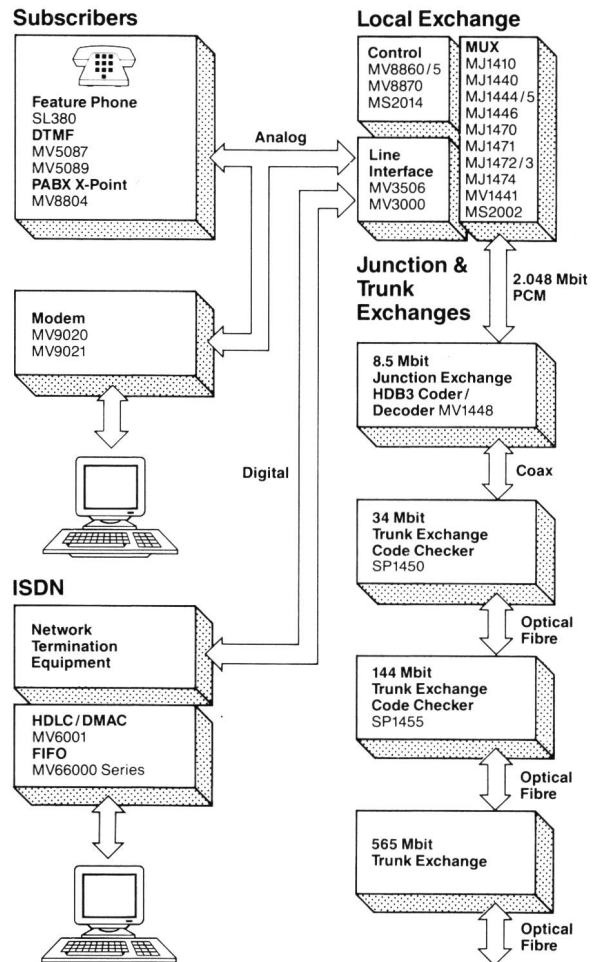 Subscribers
Feature Phone
SL380
DTMF
MV5087
MV5089
PABX X-Point
MV8804
Analog
Modem
MV9020
MV9021
Digital
ISDN
Network
Termination
Equipment
HDLC/DMAC
MV6001
FIFO
MV66000 Series
Local Exchange
Control
MV8860/5
MV8870
MS2014
Line
Interface
MV3506
MV3000
MUX
MJ1410
MJ1440
MJ1444/5
MJ1446
MJ1470
MJ1471
MJ1472/3
MJ1474
MV1441
MS2002
Junction &
Trunk
Exchanges
2.048 Mbit
PCM
8.5 Mbit
Junction Exchange
HDB3 Coder/
Decoder MV1448
Coax
34 Mbit
Trunk Exchange
Code Checker
SP1450
Optical
Fibre
144 Mbit
Trunk Exchange
Code Checker
SP1455
Optical
Fibre
565 Mbit
Trunk Exchange
Optical
Fibre